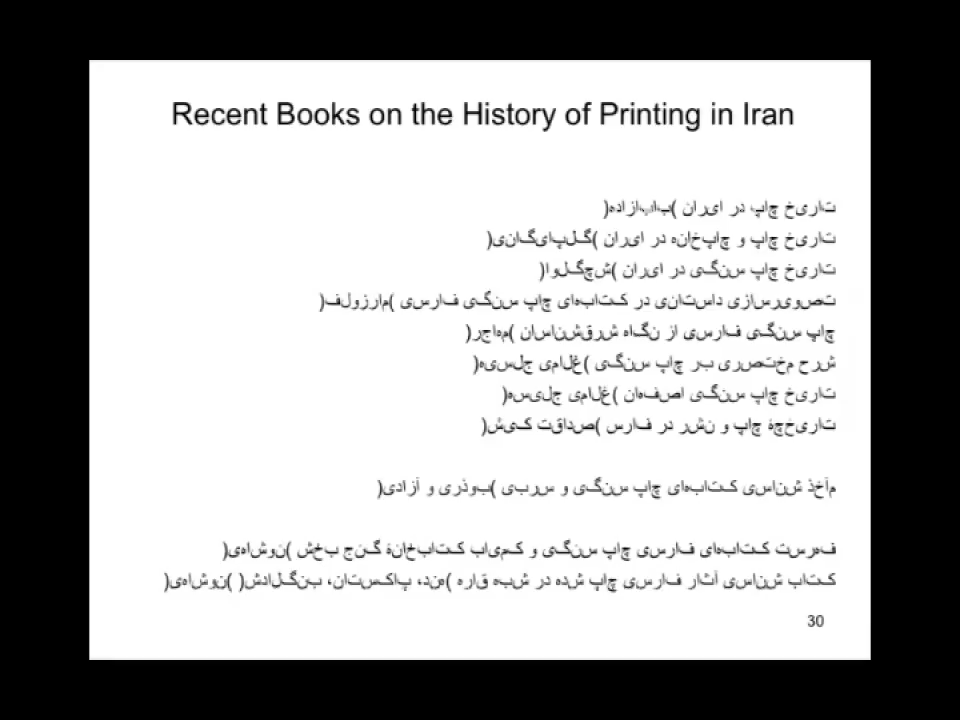 تاریخ چاپ در ایران (باباzاده)
تاریخ چاپ و چاپخانه در ایران (گلپایگانی)
تاریخ چاپ سنگی در ایران (شچگلوا)
تصویرسازی داستانی در کتابهای چاپ سنگی فارسی (مارزولف)
چاپ سنگی فارسی از نگاه شرقشناسان (مهاجر)
شرح مختصری بر چاپ سنگی (غلامی جلسیه)
تاریخ چاپ سنگی اصفهان (غلامی جلیسه)
تاریخچهٔ چاپ و نشر در فارس (صداقت کیش)
مآخذ شناسی کتابهای چاپ سنگی و سربی (بوذری و آزادی)
فهرست کتابهای فارسی چاپ سنگی و کمیاب کتابخانهٔ گنج بخش (نوشاهی)
کتاب شناسی آثار فارسی چاپ شده در شبه قاره (هند، پاکستان، بنگلادش) (نوشاهی)
Recent Books on the History of Printing in Iran
30